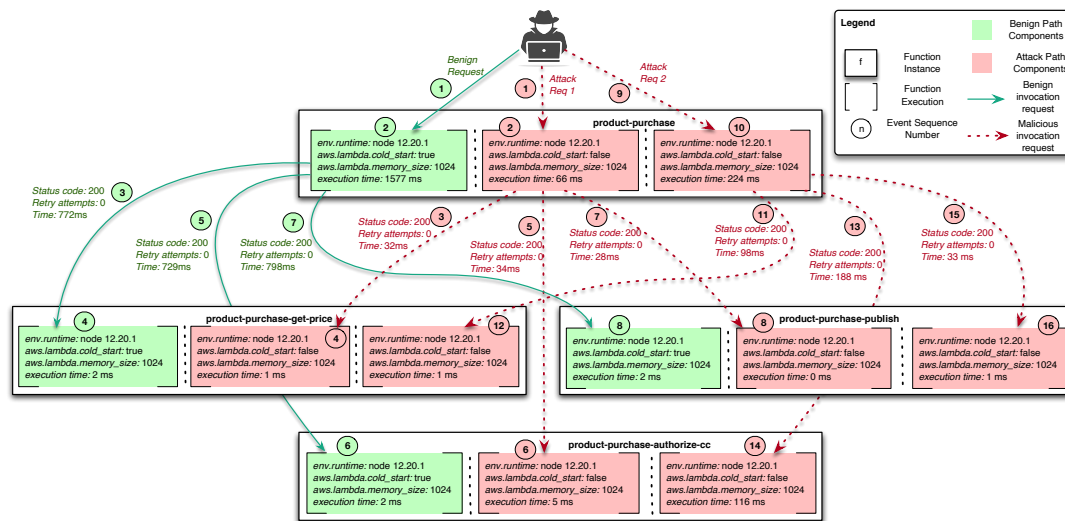 Legend
f
Function
Instance
Benign Path
Components
Function
Execution
Attack Path
Components
n
Event Sequence
Number
Benign
invocation
request
Malicious
invocation
request
Benign
Request
1
Attack
Req 1
1
Attack
Req 2
9
product-purchase
2
env.runtime: node 12.20.1
aws.lambda.cold_start: true
aws.lambda.memory_size: 1024
execution time: 1577 ms
2
env.runtime: node 12.20.1
aws.lambda.cold_start: false
aws.lambda.memory_size: 1024
execution time: 66 ms
10
env.runtime: node 12.20.1
aws.lambda.cold_start: false
aws.lambda.memory_size: 1024
execution time: 224 ms
3
Status code: 200
Retry attempts: 0
Time: 772ms
5
Status code: 200
Retry attempts: 0
Time: 729ms
7
Status code: 200
Retry attempts: 0
Time: 798ms
3
Status code: 200
Retry attempts: 0
Time: 32ms
5
Status code: 200
Retry attempts: 0
Time: 34ms
7
Status code: 200
Retry attempts: 0
Time: 28ms
11
Status code: 200
Retry attempts: 0
Time: 98ms
13
Status code: 200
Retry attempts: 0
Time: 188 ms
15
Status code: 200
Retry attempts: 0
Time: 33 ms
product-purchase-get-price
4
env.runtime: node 12.20.1
aws.lambda.cold_start: true
aws.lambda.memory_size: 1024
execution time: 2 ms
4
env.runtime: node 12.20.1
aws.lambda.cold_start: false
aws.lambda.memory_size: 1024
execution time: 1 ms
12
env.runtime: node 12.20.1
aws.lambda.cold_start: false
aws.lambda.memory_size: 1024
execution time: 1 ms
product-purchase-publish
8
env.runtime: node 12.20.1
aws.lambda.cold_start: true
aws.lambda.memory_size: 1024
execution time: 2 ms
8
env.runtime: node 12.20.1
aws.lambda.cold_start: false
aws.lambda.memory_size: 1024
execution time: 0 ms
16
env.runtime: node 12.20.1
aws.lambda.cold_start: false
aws.lambda.memory_size: 1024
execution time: 1 ms
product-purchase-authorize-cc
6
env.runtime: node 12.20.1
aws.lambda.cold_start: true
aws.lambda.memory_size: 1024
execution time: 2 ms
6
env.runtime: node 12.20.1
aws.lambda.cold_start: false
aws.lambda.memory_size: 1024
execution time: 5 ms
14
env.runtime: node 12.20.1
aws.lambda.cold_start: false
aws.lambda.memory_size: 1024
execution time: 116 ms